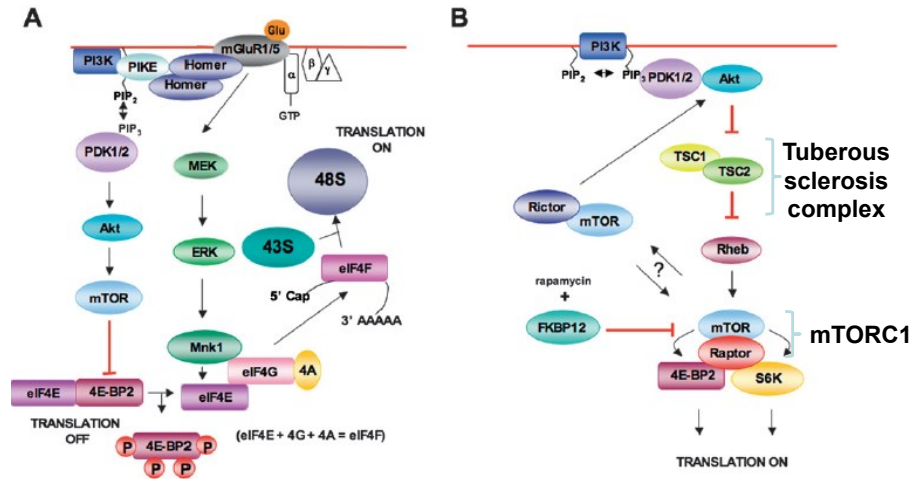 A
Glu
mGluR1/5
PI3K
PIKE
Homer
Homer
α
β
γ
PIP2
PIP3
GTP
PDK1/2
MEK
TRANSLATION
ON
48S
Akt
ERK
43S
eIF4F
5' Cap
3' AAAAA
mTOR
Mnk1
eIF4G
4A
eIF4E
4E-BP2
eIF4E
TRANSLATION
OFF
P
4E-BP2
P
P
P
(eIF4E + 4G + 4A = eIF4F)
B
PI3K
PIP2
PIP3
PDK1/2
Akt
TSC1
TSC2
Tuberous
sclerosis
complex
Rictor
mTOR
Rheb
?
rapamycin
+
FKBP12
mTOR
Raptor
mTORC1
4E-BP2
S6K
TRANSLATION ON